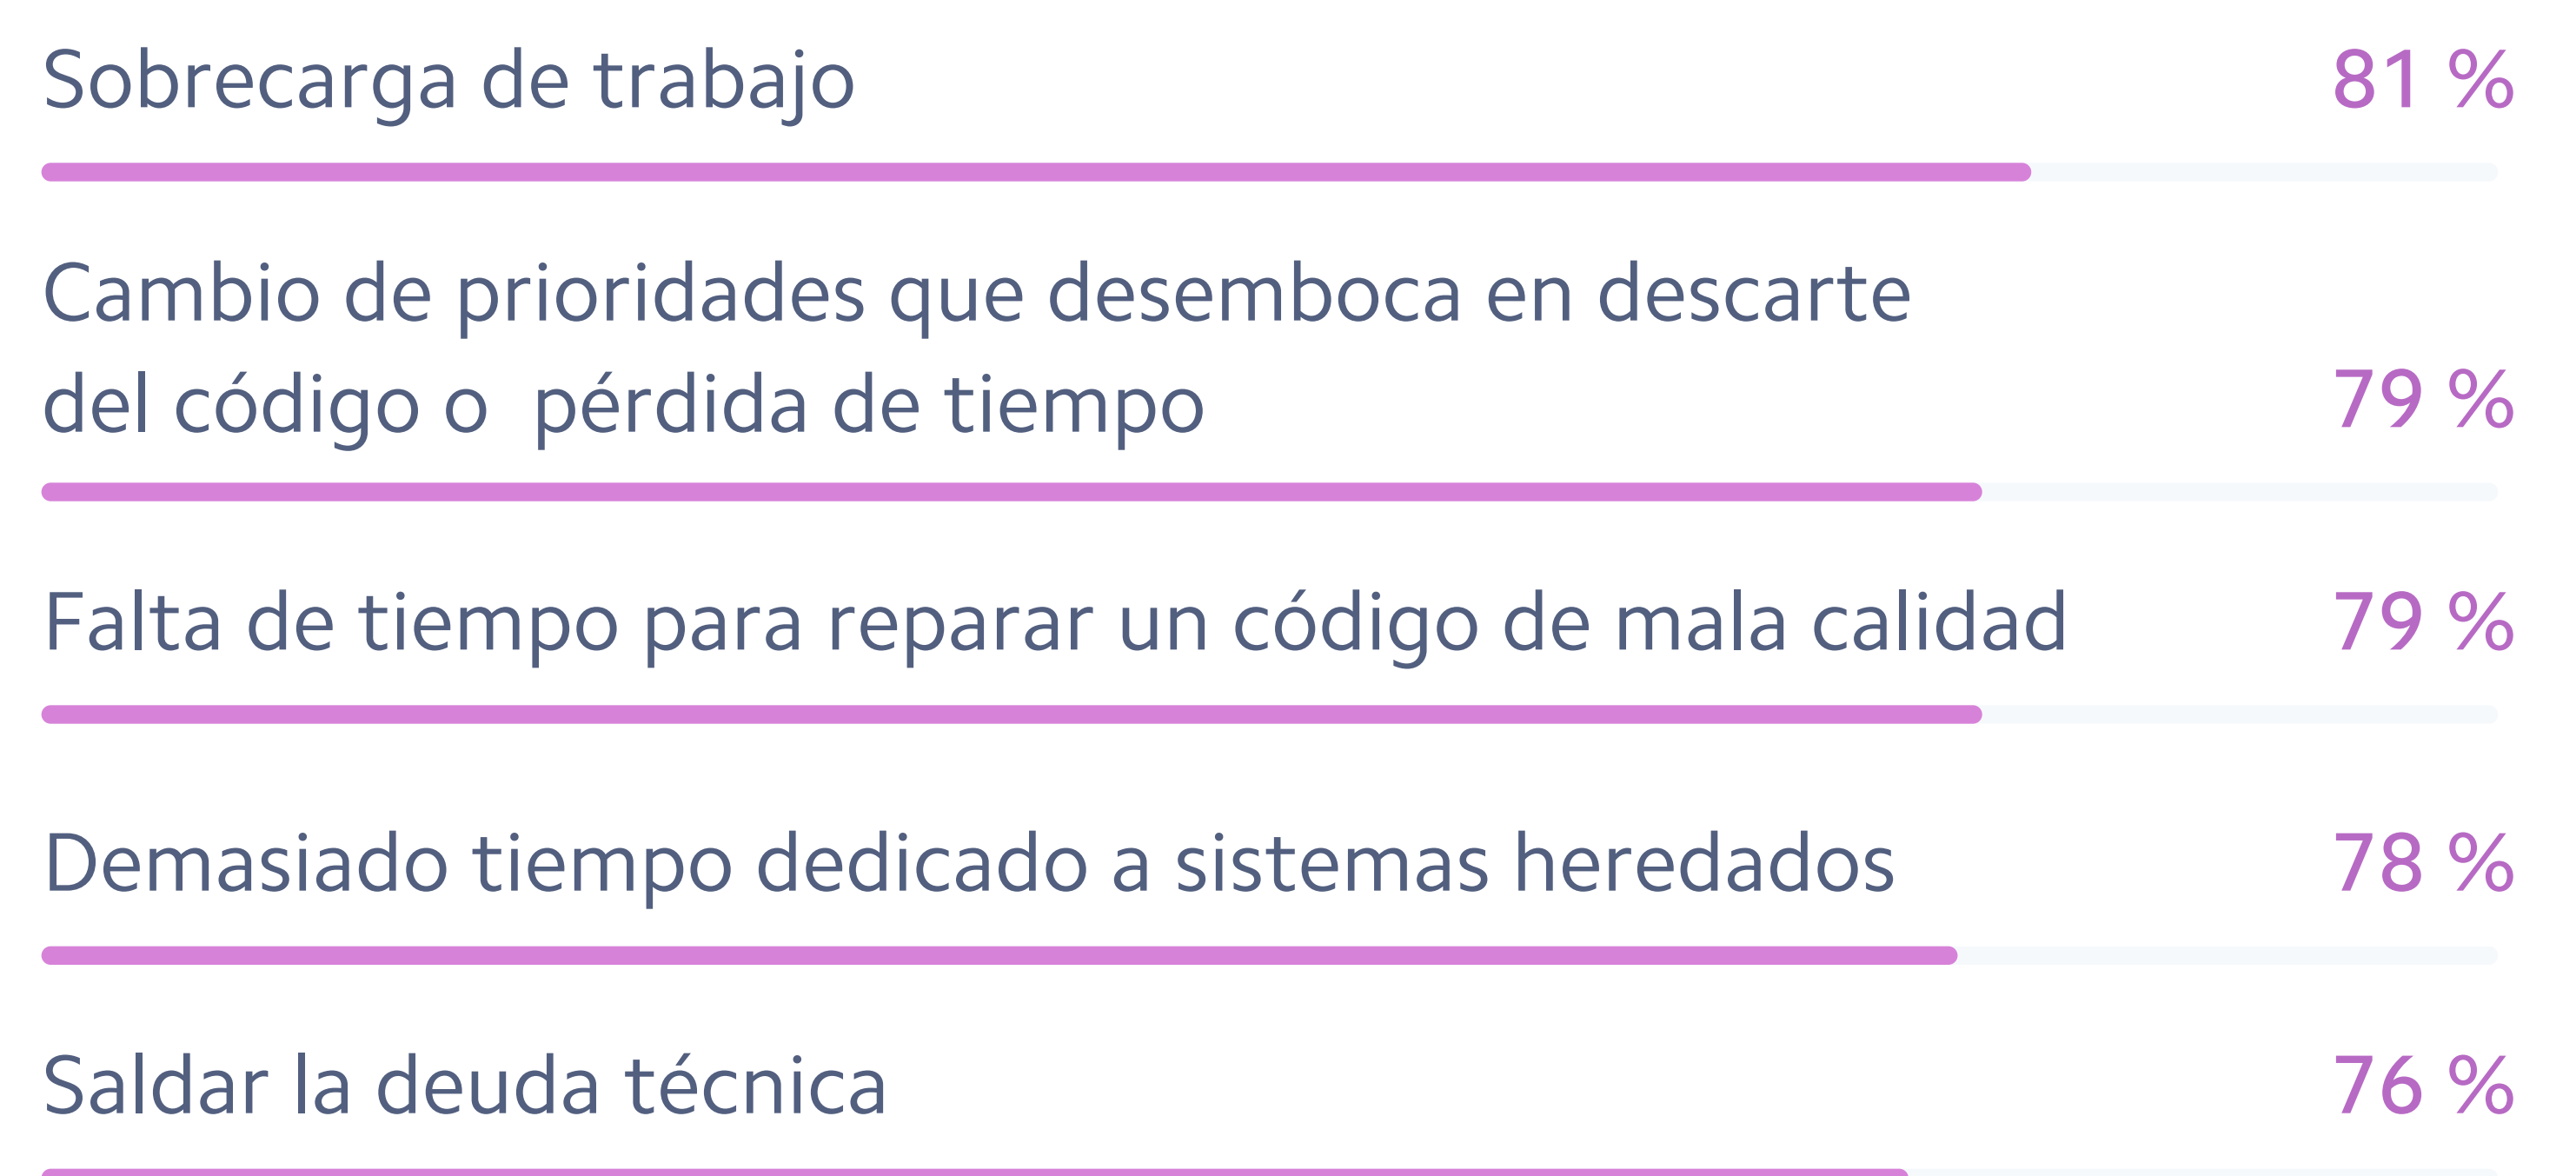 Sobrecarga de trabajo 81 %
Cambio de prioridades que desemboca en descarte
del código o  pérdida de tiempo 79 %
Falta de tiempo para reparar un código de mala calidad 79 %
Demasiado tiempo dedicado a sistemas heredados 78 %
Saldar la deuda técnica 76 %